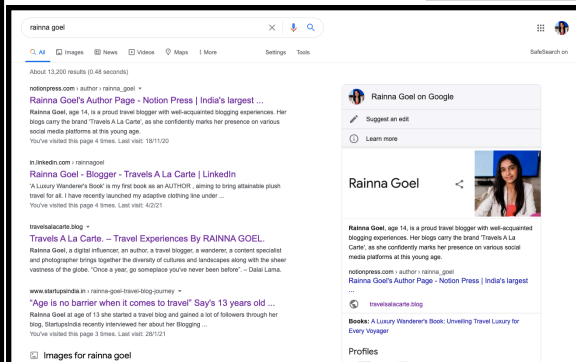 rainna goel
All
Images
News
Videos
Maps
More
Settings
Tools
SafeSearch on
About 13,200 results (0.48 seconds)
notionpress.com › author › rainna_goel
Rainna Goel's Author Page - Notion Press | India's largest ...
Rainna Goel, age 14, is a proud travel blogger with well-acquainted blogging experiences. Her
blogs carry the brand 'Travels A La Carte', as she confidently marks her presence on various
social media platforms at this young age.
You've visited this page 4 times. Last visit: 18/11/20
in.linkedin.com › rainnagoel
Rainna Goel - Blogger - Travels A La Carte | LinkedIn
'A Luxury Wanderer's Book' is my first book as an AUTHOR , aiming to bring attainable plush
travel for all. I have recently launched my adaptive clothing line under ...
You've visited this page 4 times. Last visit: 4/2/21
travelsalacarte.blog
Travels A La Carte. – Travel Experiences By RAINNA GOEL.
Rainna Goel, a digital influencer, an author, a travel blogger, a wanderer, a content specialist
and photographer brings together the diversity of cultures and landscapes along with the sheer
vastness of the globe. "Once a year, go someplace you've never been before". – Dalai Lama.
www.startupsindia.in › rainna-goel-travel-blog-journey
"Age is no barrier when it comes to travel" Say's 13 years old ...
Rainna Goel at age of 13 she started a travel blog and gained a lot of followers through her
blog, StartupsIndia recently interviewed her about her Blogging ...
You've visited this page 3 times. Last visit: 28/1/21
Images for rainna goel
Rainna Goel on Google
Suggest an edit
Learn more
Rainna Goel
Rainna Goel, age 14, is a proud travel blogger with well-acquainted
blogging experiences. Her blogs carry the brand 'Travels A La
Carte', as she confidently marks her presence on various social
media platforms at this young age.
notionpress.com › author › rainna_goel
Rainna Goel's Author Page - Notion Press | India's largest
...
travelsalacarte.blog
Books: A Luxury Wanderer's Book: Unveiling Travel Luxury for
Every Voyager
Profiles